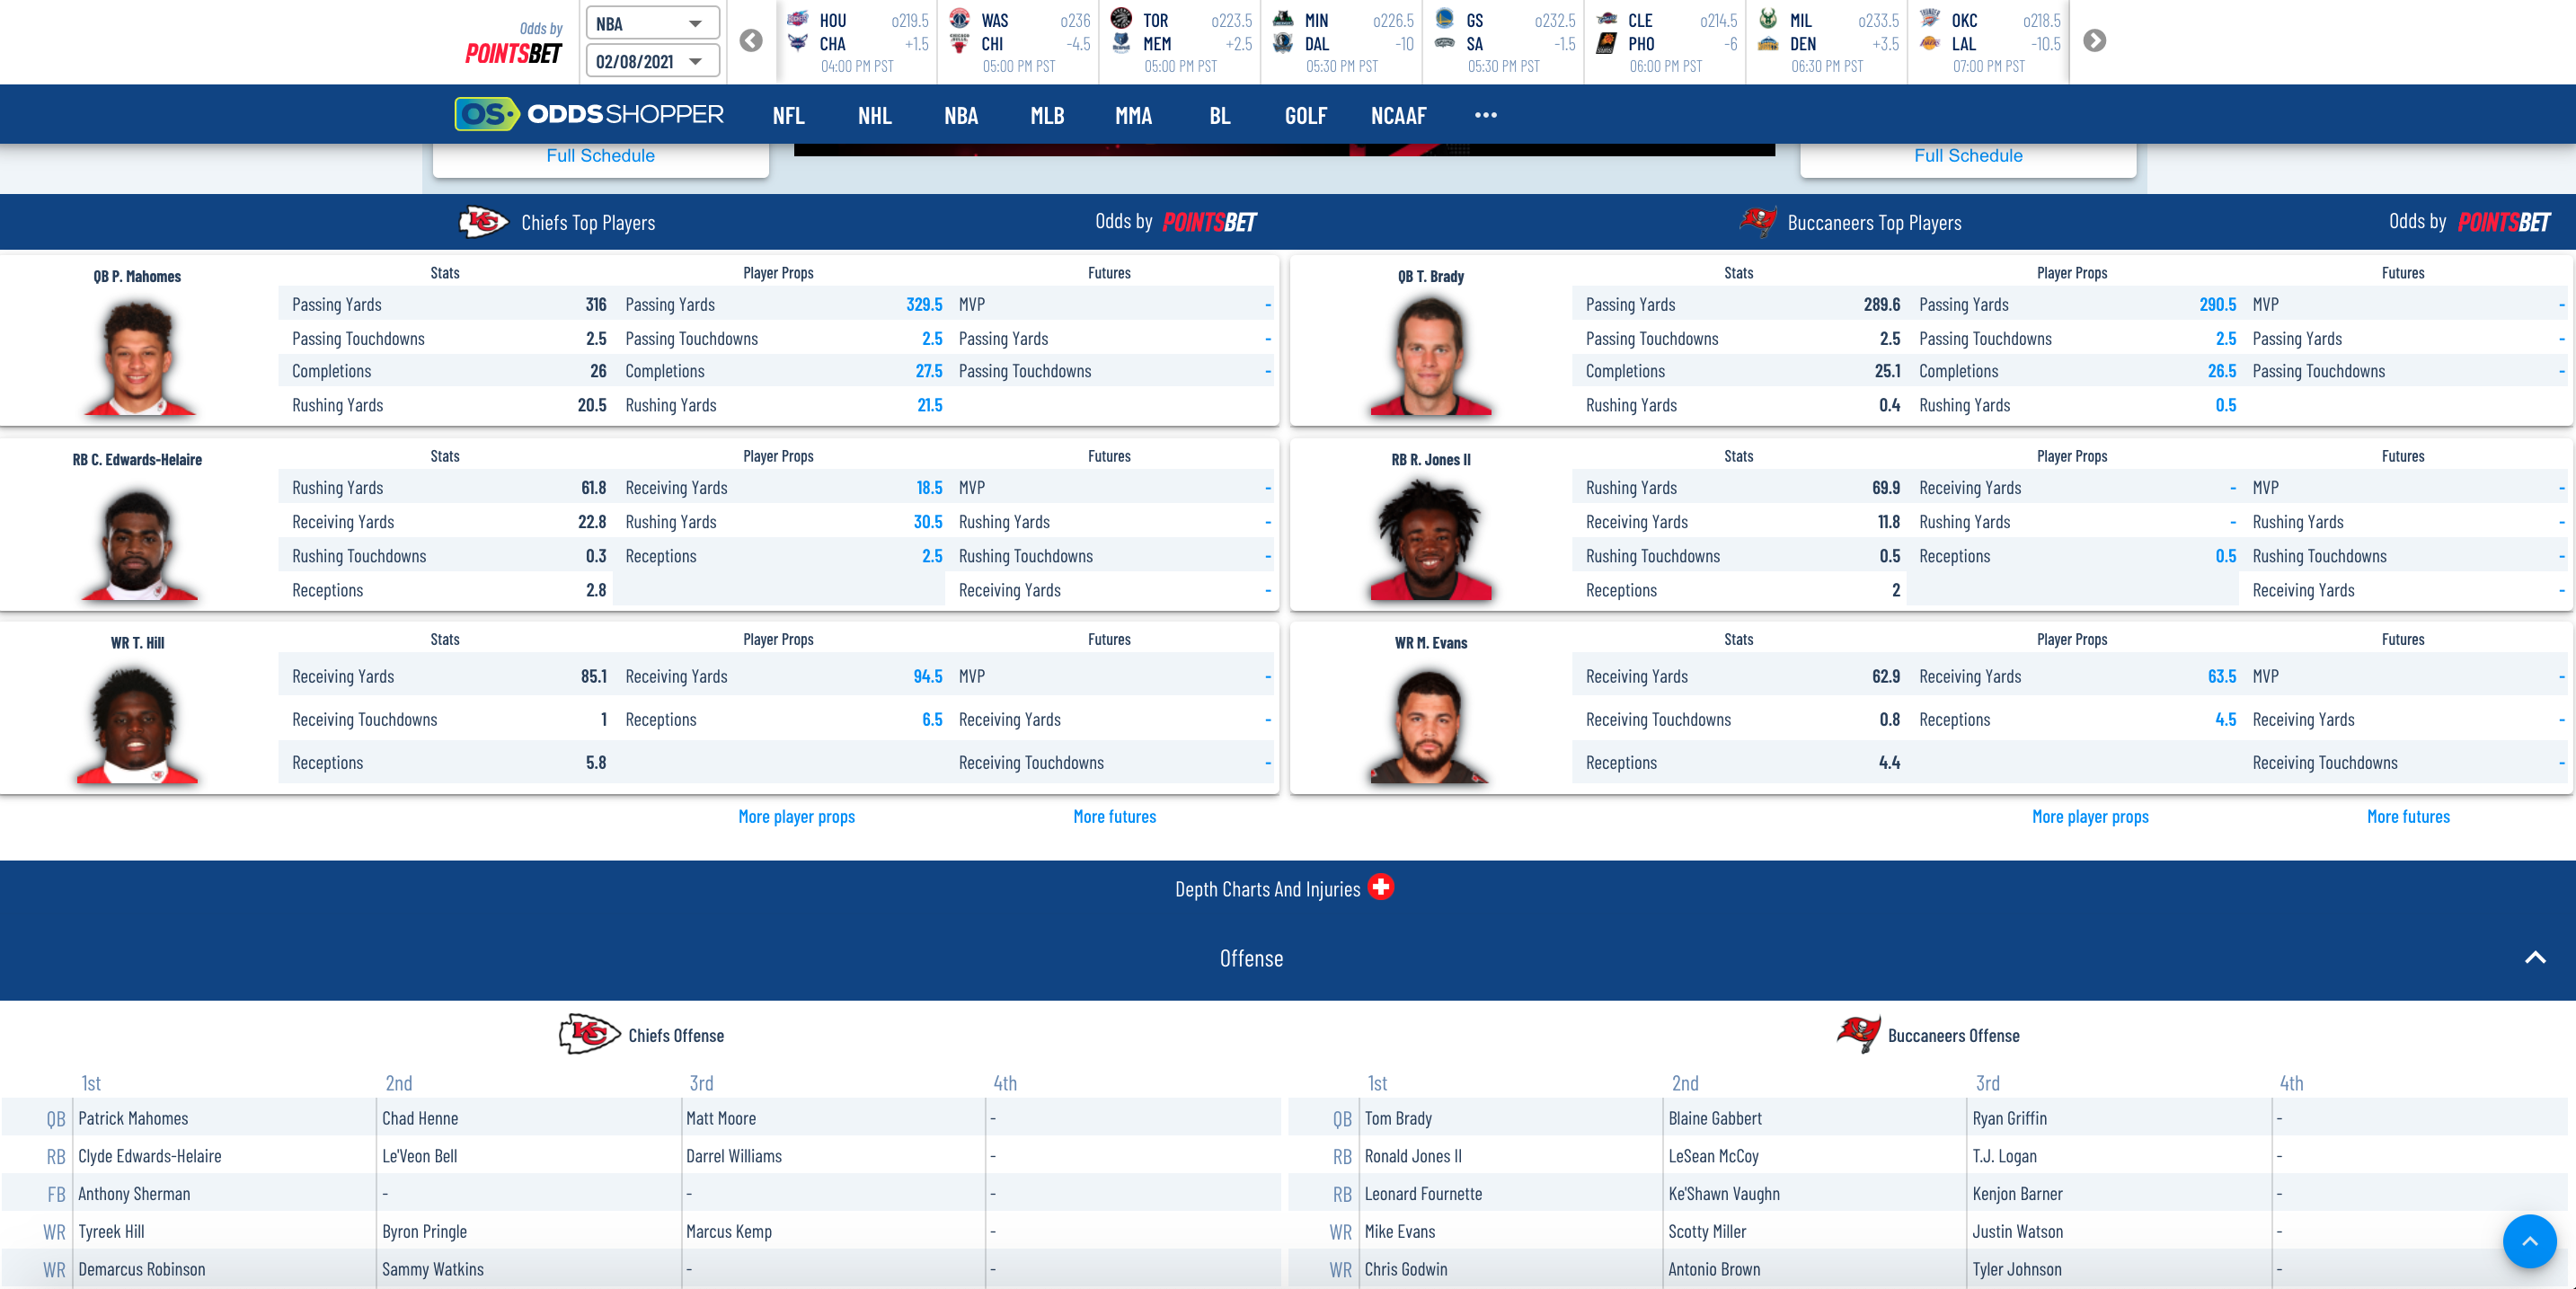 Odds by
POINTSBET
NBA
02/08/2021
HOU o219.5
CHA +1.5
04:00 PM PST
WAS o236
CHI -4.5
05:00 PM PST
TOR o223.5
MEM +2.5
05:00 PM PST
MIN o226.5
DAL -10
05:30 PM PST
GS o232.5
SA -1.5
05:30 PM PST
CLE o214.5
PHO -6
06:00 PM PST
MIL o233.5
DEN +3.5
06:30 PM PST
OKC o218.5
LAL -10.5
07:00 PM PST
OS ODDSSHOPPER NFL NHL NBA MLB MMA BL GOLF NCAAF ...
Full Schedule Full Schedule
KC Chiefs Top Players Odds by POINTSBET Buccaneers Top Players Odds by POINTSBET
QB P. Mahomes
Stats Player Props Futures
Passing Yards 316 Passing Yards 329.5 MVP -
Passing Touchdowns 2.5 Passing Touchdowns 2.5 Passing Yards -
Completions 26 Completions 27.5 Passing Touchdowns -
Rushing Yards 20.5 Rushing Yards 21.5
QB T. Brady
Stats Player Props Futures
Passing Yards 289.6 Passing Yards 290.5 MVP -
Passing Touchdowns 2.5 Passing Touchdowns 2.5 Passing Yards -
Completions 25.1 Completions 26.5 Passing Touchdowns -
Rushing Yards 0.4 Rushing Yards 0.5
RB C. Edwards-Helaire
Stats Player Props Futures
Rushing Yards 61.8 Receiving Yards 18.5 MVP -
Receiving Yards 22.8 Rushing Yards 30.5 Rushing Yards -
Rushing Touchdowns 0.3 Receptions 2.5 Rushing Touchdowns -
Receptions 2.8 Receiving Yards -
RB R. Jones II
Stats Player Props Futures
Rushing Yards 69.9 Receiving Yards - MVP -
Receiving Yards 11.8 Rushing Yards - Rushing Yards -
Rushing Touchdowns 0.5 Receptions 0.5 Rushing Touchdowns -
Receptions 2 Receiving Yards -
WR T. Hill
Stats Player Props Futures
Receiving Yards 85.1 Receiving Yards 94.5 MVP -
Receiving Touchdowns 1 Receptions 6.5 Receiving Yards -
Receptions 5.8 Receiving Touchdowns -
WR M. Evans
Stats Player Props Futures
Receiving Yards 62.9 Receiving Yards 63.5 MVP -
Receiving Touchdowns 0.8 Receptions 4.5 Receiving Yards -
Receptions 4.4 Receiving Touchdowns -
More player props More futures More player props More futures
Depth Charts And Injuries
Offense
KC Chiefs Offense
1st 2nd 3rd 4th
QB Patrick Mahomes Chad Henne Matt Moore -
RB Clyde Edwards-Helaire Le'Veon Bell Darrel Williams -
FB Anthony Sherman - - -
WR Tyreek Hill Byron Pringle Marcus Kemp -
WR Demarcus Robinson Sammy Watkins - -
Buccaneers Offense
1st 2nd 3rd 4th
QB Tom Brady Blaine Gabbert Ryan Griffin -
RB Ronald Jones II LeSean McCoy T.J. Logan -
RB Leonard Fournette Ke'Shawn Vaughn Kenjon Barner -
WR Mike Evans Scotty Miller Justin Watson -
WR Chris Godwin Antonio Brown Tyler Johnson -